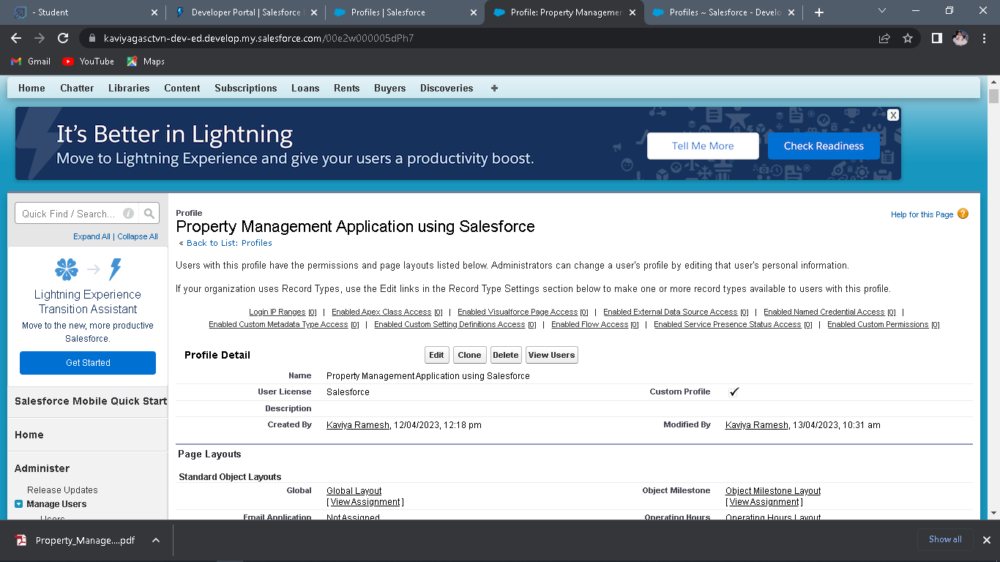 - Student
Developer Portal | Salesforce
Profiles | Salesforce
Profile: Property Managemen
Profiles ~ Salesforce - Develo
kaviyagasctvn-dev-ed.develop.my.salesforce.com/00e2w000005dPh7
Gmail YouTube Maps
Home Chatter Libraries Content Subscriptions Loans Rents Buyers Discoveries +
It's Better in Lightning
Move to Lightning Experience and give your users a productivity boost.
Tell Me More
Check Readiness
X
Quick Find / Search...
Expand All | Collapse All
Lightning Experience
Transition Assistant
Move to the new, more productive
Salesforce.
Get Started
Salesforce Mobile Quick Start
Home
Administer
Release Updates
Manage Users
Users
Profile
Property Management Application using Salesforce
« Back to List: Profiles
Help for this Page ?
Users with this profile have the permissions and page layouts listed below. Administrators can change a user's profile by editing that user's personal information.
If your organization uses Record Types, use the Edit links in the Record Type Settings section below to make one or more record types available to users with this profile.
Login IP Ranges [0] | Enabled Apex Class Access [0] | Enabled Visualforce Page Access [0] | Enabled External Data Source Access [0] | Enabled Named Credential Access [0] |
Enabled Custom Metadata Type Access [0] | Enabled Custom Setting Definitions Access [0] | Enabled Flow Access [0] | Enabled Service Presence Status Access [0] | Enabled Custom Permissions [0]
Profile Detail Edit Clone Delete View Users
Name Property Management Application using Salesforce
User License Salesforce Custom Profile
Description
Created By Kaviya Ramesh, 12/04/2023, 12:18 pm Modified By Kaviya Ramesh, 13/04/2023, 10:31 am
Page Layouts
Standard Object Layouts
Global Global Layout Object Milestone Object Milestone Layout
[ View Assignment ] [ View Assignment ]
Email Application Not Assigned Operating Hours Operating Hours Layout
Property_Manage....pdf
Show all